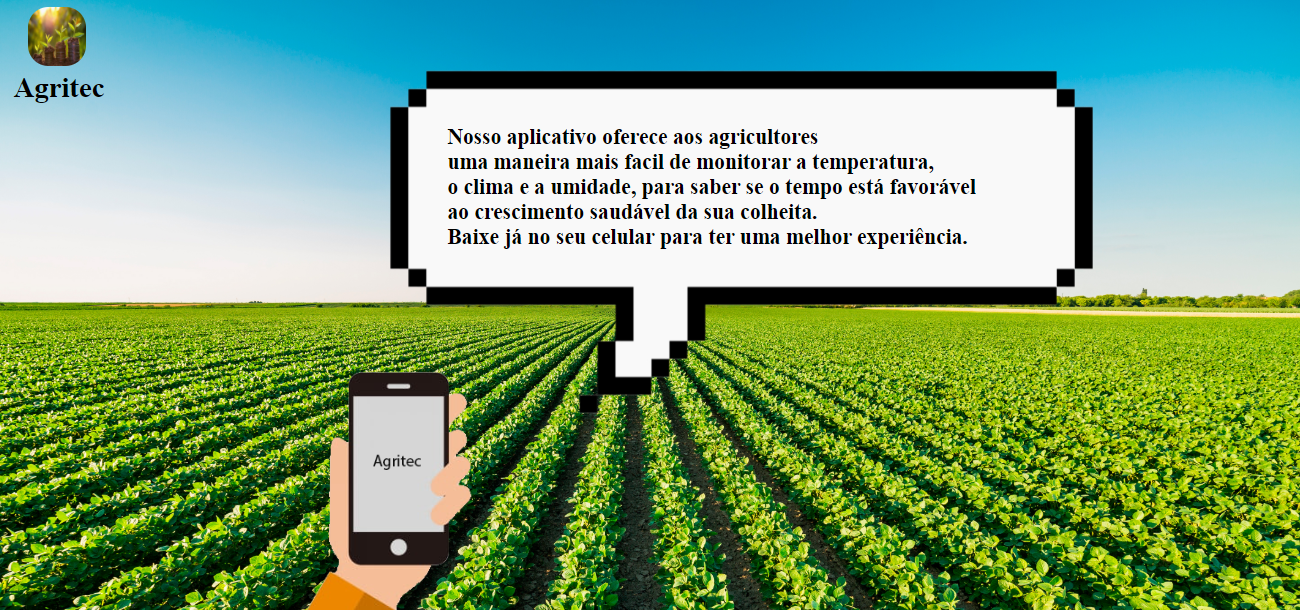 Agritec
Nosso aplicativo oferece aos agricultores
uma maneira mais facil de monitorar a temperatura,
o clima e a umidade, para saber se o tempo está favorável
ao crescimento saudável da sua colheita.
Baixe já no seu celular para ter uma melhor experiência.
Agritec